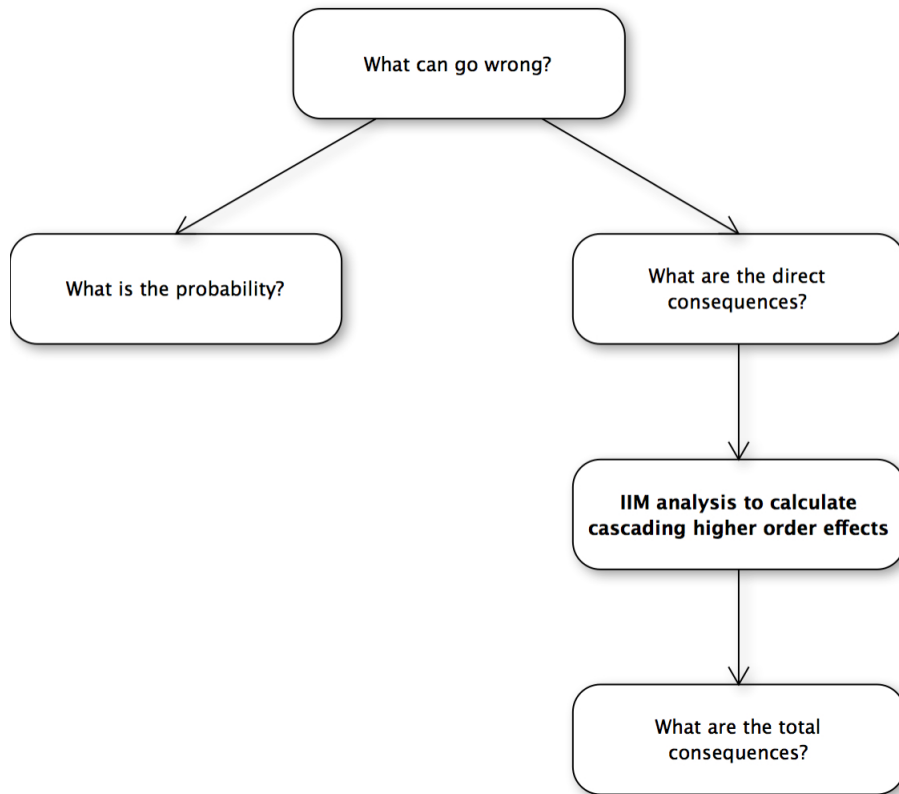 What can go wrong?
What is the probability?
What are the direct
consequences?
IIM analysis to calculate
cascading higher order effects
What are the total
consequences?